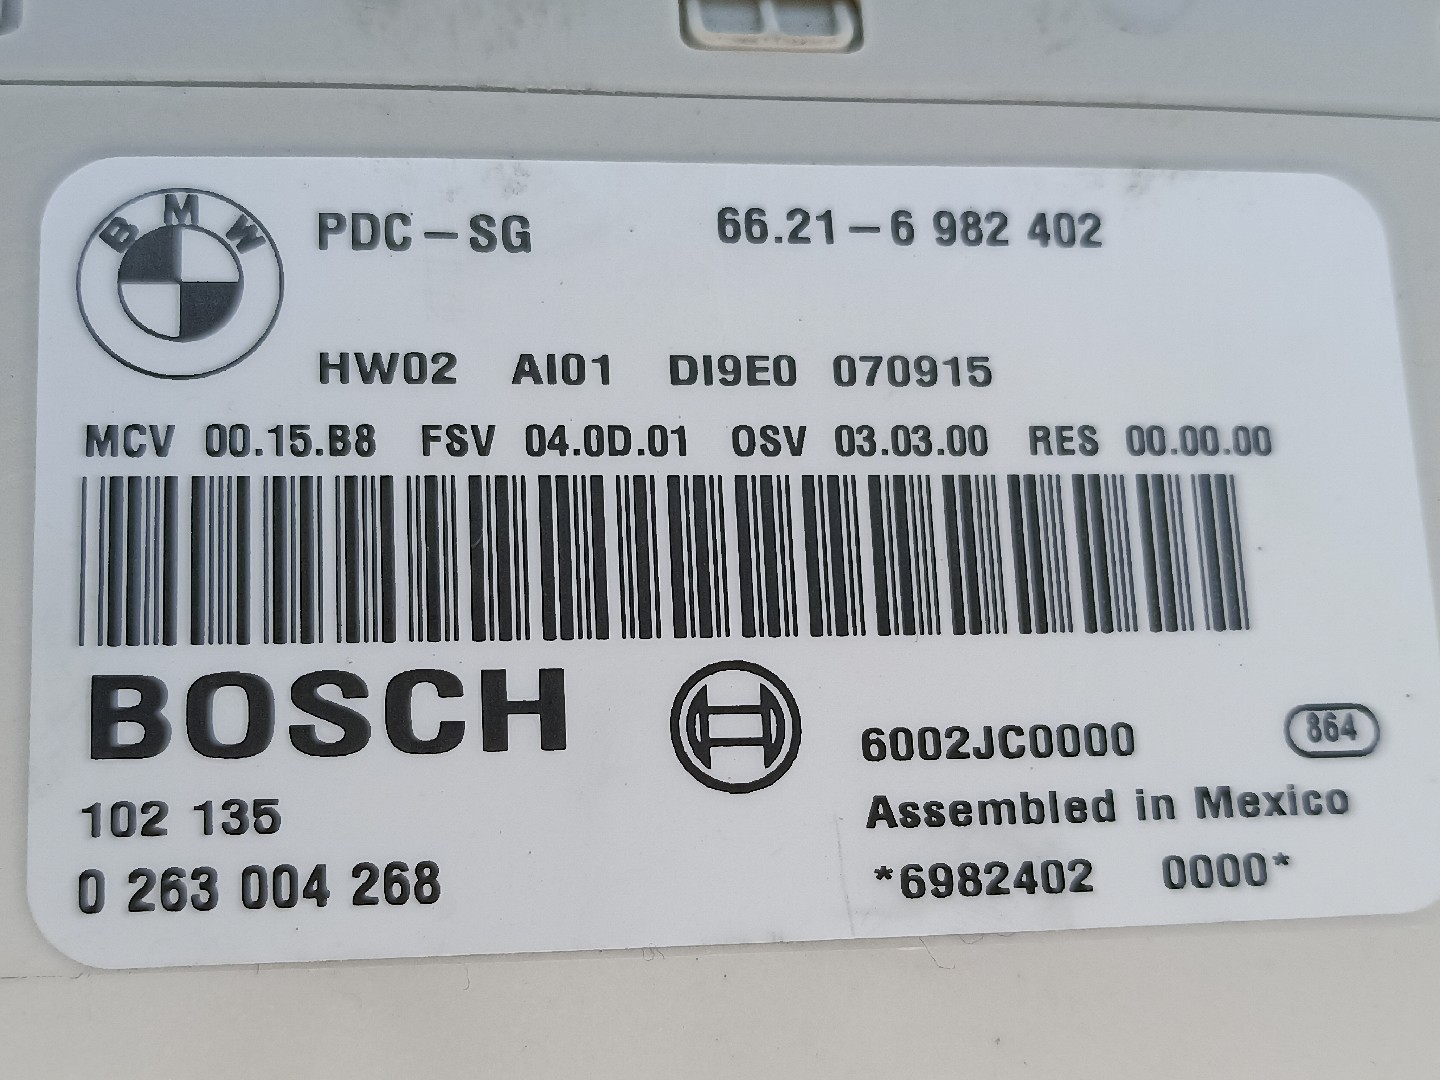 BMW
PDC-SG 66.21-6 982 402
HW02 AI01 DI9E0 070915
MCV 00.15.B8 FSV 04.0D.01 OSV 03.03.00 RES 00.00.00
BOSCH
6002JC0000 864
102 135 Assembled in Mexico
0 263 004 268 *6982402 0000*